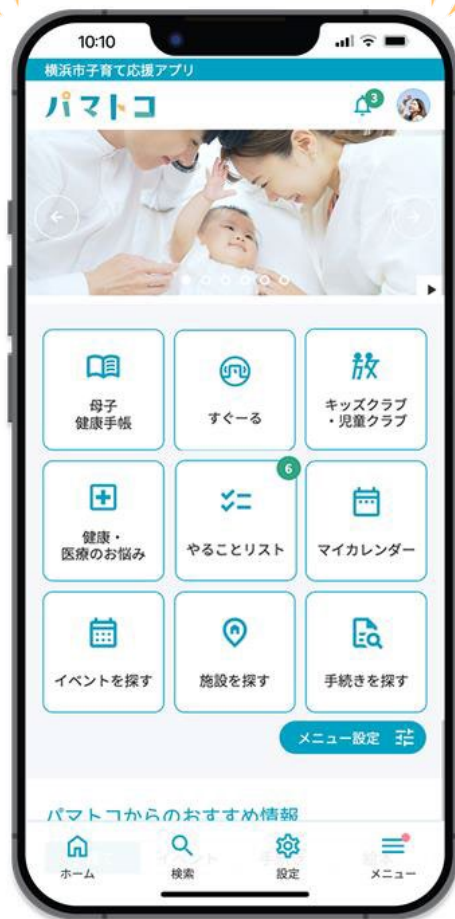 10:10
横浜市子育て応援アプリ
パマトコ
3
母子
健康手帳
すぐーる
放
キッズクラブ
・児童クラブ
健康・
医療のお悩み
6
やることリスト
マイカレンダー
イベントを探す
施設を探す
手続きを探す
メニュー設定
パマトコからのおすすめ情報
ホーム
検索
設定
メニュー